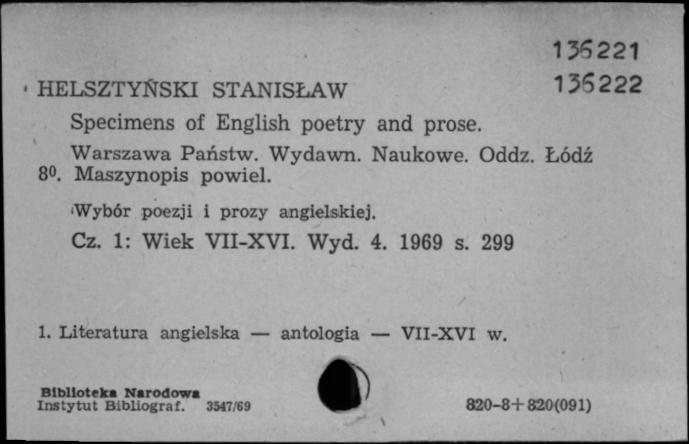 136221
HELSZTYŃSKI STANISŁAW 136222
Specimens of English poetry and prose.
Warszawa Państw. Wydawn. Naukowe. Oddz. Łódź
8⁰. Maszynopis powiel.
Wybór poezji i prozy angielskiej.
Cz. 1: Wiek VII-XVI. Wyd. 4. 1969 s. 299
1. Literatura angielska — antologia — VII-XVI w.
Biblioteka Narodowa
Instytut Bibliograf. 3547/69 820-8+820(091)